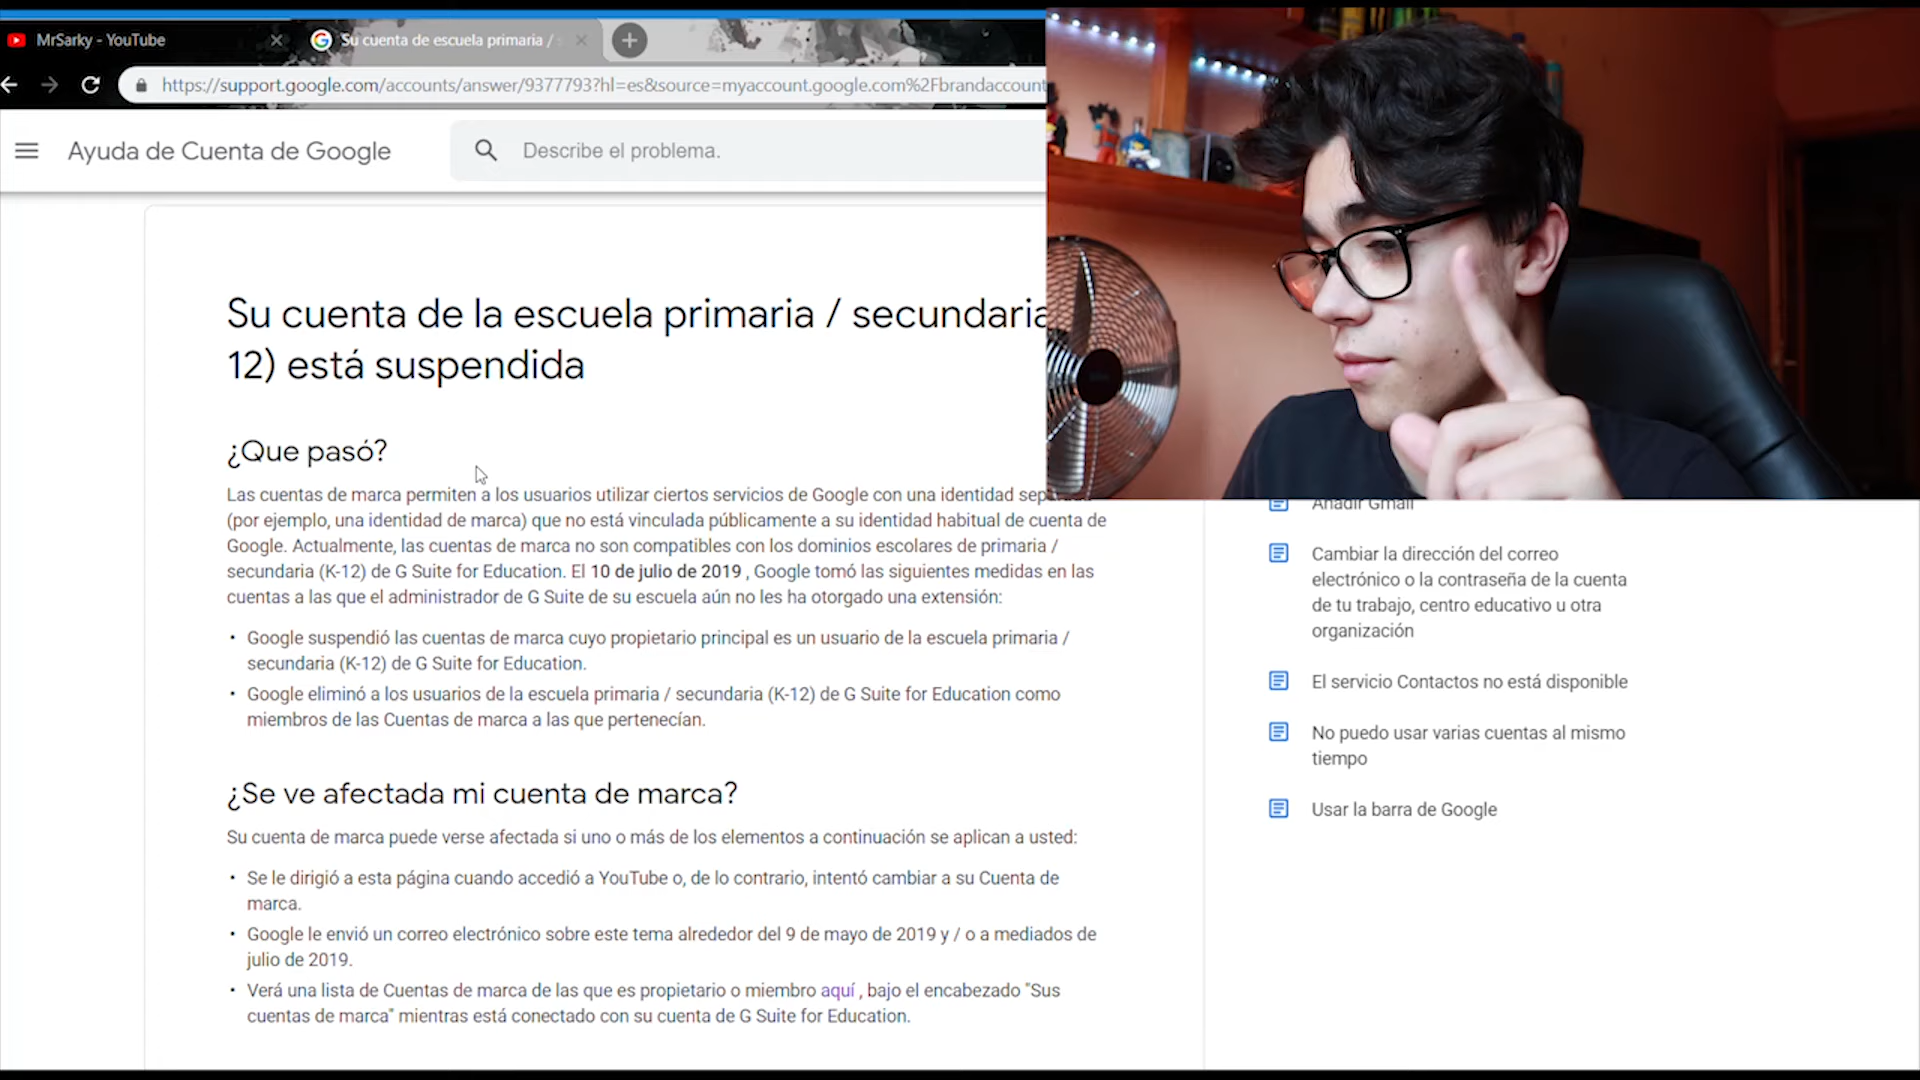 MrSarky - YouTube
Su cuenta de escuela primaria /
https://support.google.com/accounts/answer/9377793?hl=es&source=myaccount.google.com%2Fbrandaccount
Ayuda de Cuenta de Google
Describe el problema.
Su cuenta de la escuela primaria / secundaria
12) está suspendida
¿Que pasó?
Las cuentas de marca permiten a los usuarios utilizar ciertos servicios de Google con una identidad
(por ejemplo, una identidad de marca) que no está vinculada públicamente a su identidad habitual de cuenta de
Google. Actualmente, las cuentas de marca no son compatibles con los dominios escolares de primaria /
secundaria (K-12) de G Suite for Education. El 10 de julio de 2019 , Google tomó las siguientes medidas en las
cuentas a las que el administrador de G Suite de su escuela aún no les ha otorgado una extensión:
• Google suspendió las cuentas de marca cuyo propietario principal es un usuario de la escuela primaria /
secundaria (K-12) de G Suite for Education.
• Google eliminó a los usuarios de la escuela primaria / secundaria (K-12) de G Suite for Education como
miembros de las Cuentas de marca a las que pertenecían.
¿Se ve afectada mi cuenta de marca?
Su cuenta de marca puede verse afectada si uno o más de los elementos a continuación se aplican a usted:
• Se le dirigió a esta página cuando accedió a YouTube o, de lo contrario, intentó cambiar a su Cuenta de
marca.
• Google le envió un correo electrónico sobre este tema alrededor del 9 de mayo de 2019 y / o a mediados de
julio de 2019.
• Verá una lista de Cuentas de marca de las que es propietario o miembro aquí , bajo el encabezado "Sus
cuentas de marca" mientras está conectado con su cuenta de G Suite for Education.
Añadir Gmail
Cambiar la dirección del correo
electrónico o la contraseña de la cuenta
de tu trabajo, centro educativo u otra
organización
El servicio Contactos no está disponible
No puedo usar varias cuentas al mismo
tiempo
Usar la barra de Google